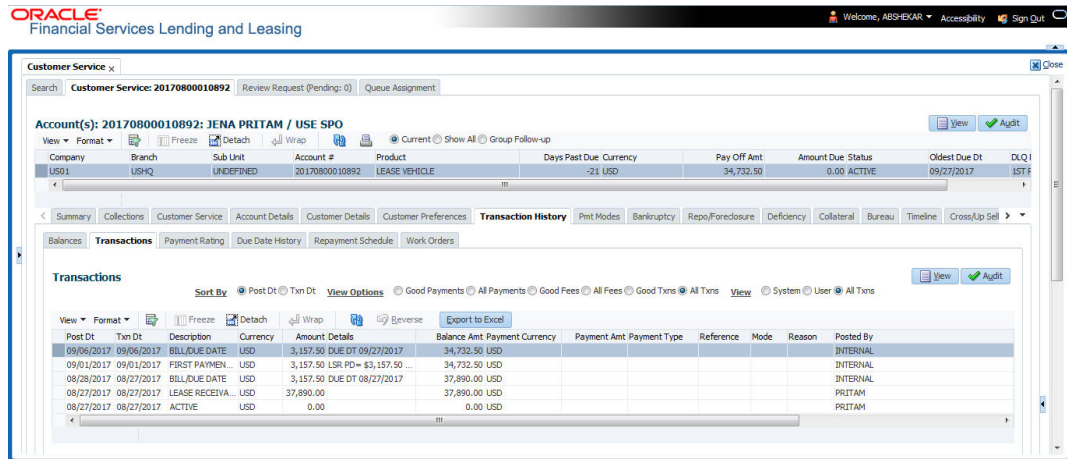 ORACLE
Financial Services Lending and Leasing
Welcome, ABSHEKAR Accessibility Sign Out
Customer Service x
Close
Search Customer Service: 20170800010892 Review Request (Pending: 0) Queue Assignment
Account(s): 20170800010892: JENA PRITAM / USE SPO
View Audit
View Format Freeze Detach Wrap Current Show All Group Follow-up
Company Branch Sub Unit Account # Product Days Past Due Currency Pay Off Amt Amount Due Status Oldest Due Dt DLQ
US01 USHQ UNDEFINED 20170800010892 LEASE VEHICLE -21 USD 34,732.50 0.00 ACTIVE 09/27/2017 1ST
Summary Collections Customer Service Account Details Customer Details Customer Preferences Transaction History Pmt Modes Bankruptcy Repo/Foreclosure Deficiency Collateral Bureau Timeline Cross/Up Sell
Balances Transactions Payment Rating Due Date History Repayment Schedule Work Orders
Transactions
View Audit
Sort By Post Dt Txn Dt View Options Good Payments All Payments Good Fees All Fees Good Txns All Txns View System User All Txns
View Format Freeze Detach Wrap Reverse Export to Excel
Post Dt Txn Dt Description Currency Amount Details Balance Amt Payment Currency Payment Amt Payment Type Reference Mode Reason Posted By
09/06/2017 09/06/2017 BILL/DUE DATE USD 3,157.50 DUE DT 09/27/2017 34,732.50 USD INTERNAL
09/01/2017 09/01/2017 FIRST PAYMEN... USD 3,157.50 LSR PD= $3,157.50 ... 34,732.50 USD INTERNAL
08/28/2017 08/27/2017 BILL/DUE DATE USD 3,157.50 DUE DT 08/27/2017 37,890.00 USD INTERNAL
08/27/2017 08/27/2017 LEASE RECEIVA... USD 37,890.00 37,890.00 USD PRITAM
08/27/2017 08/27/2017 ACTIVE USD 0.00 0.00 USD PRITAM